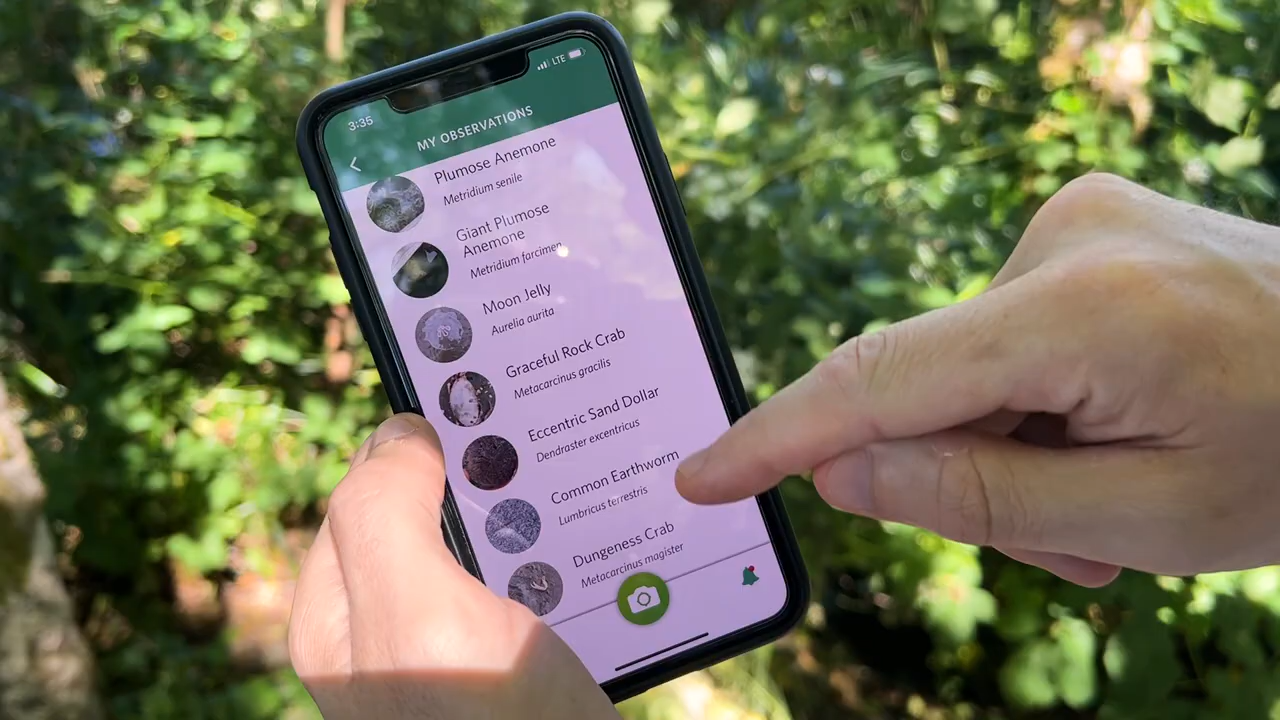 3:35
LTE
MY OBSERVATIONS
Plumose Anemone
Metridium senile
Giant Plumose
Anemone
Metridium farcimen
Moon Jelly
Aurelia aurita
Graceful Rock Crab
Metacarcinus gracilis
Eccentric Sand Dollar
Dendraster excentricus
Common Earthworm
Lumbricus terrestris
Dungeness Crab
Metacarcinus magister